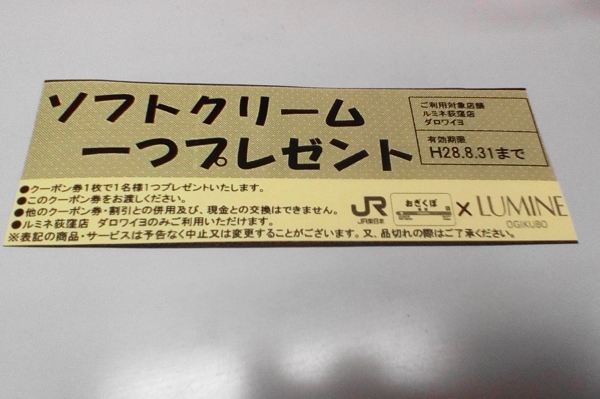 ソフトクリーム
一つプレゼント
ご利用対象店舗
ルミネ荻窪店
ダロワイヨ
有効期限
H28.8.31まで
●クーポン券1枚で1名様1つプレゼントいたします。
●このクーポン券をお渡しください。
●他のクーポン券・割引との併用及び、現金との交換はできません。
●ルミネ荻窪店 ダロワイヨのみご利用いただけます。
※表記の商品・サービスは予告なく中止又は変更することがございます。又、品切れの際はご了承ください。
JR
JR東日本
おぎくぼ
×
LUMINE
OGIKUBO